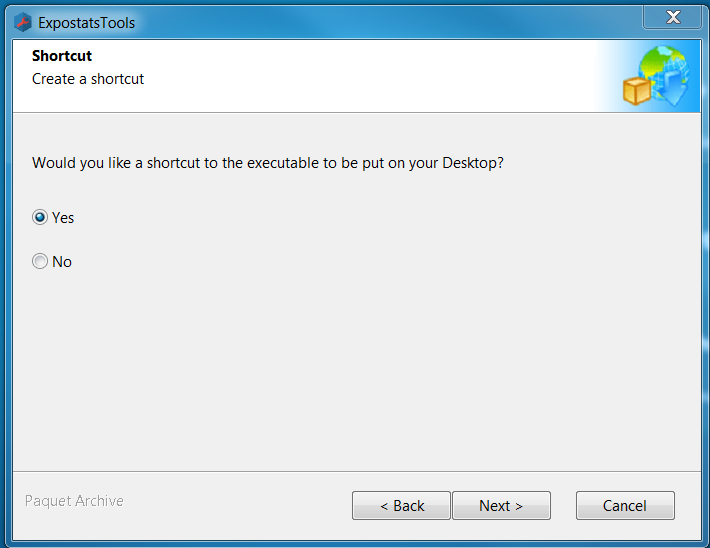 ExpostatsTools
X
Shortcut
Create a shortcut
Would you like a shortcut to the executable to be put on your Desktop?
Yes
No
Paquet Archive
< Back
Next >
Cancel